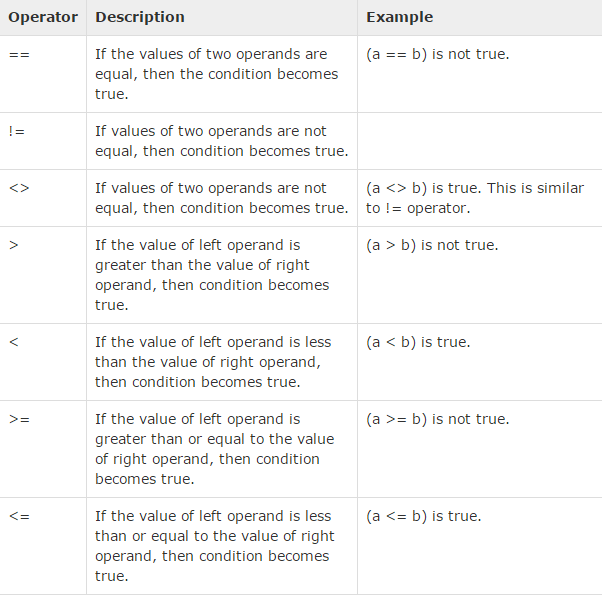 Operator Description Example
== If the values of two operands are (a == b) is not true.
equal, then the condition becomes
true.
!= If values of two operands are not
equal, then condition becomes true.
<> If values of two operands are not (a <> b) is true. This is similar
equal, then condition becomes true. to != operator.
> If the value of left operand is (a > b) is not true.
greater than the value of right
operand, then condition becomes
true.
< If the value of left operand is less (a < b) is true.
than the value of right operand,
then condition becomes true.
>= If the value of left operand is (a >= b) is not true.
greater than or equal to the value
of right operand, then condition
becomes true.
<= If the value of left operand is less (a <= b) is true.
than or equal to the value of right
operand, then condition becomes
true.